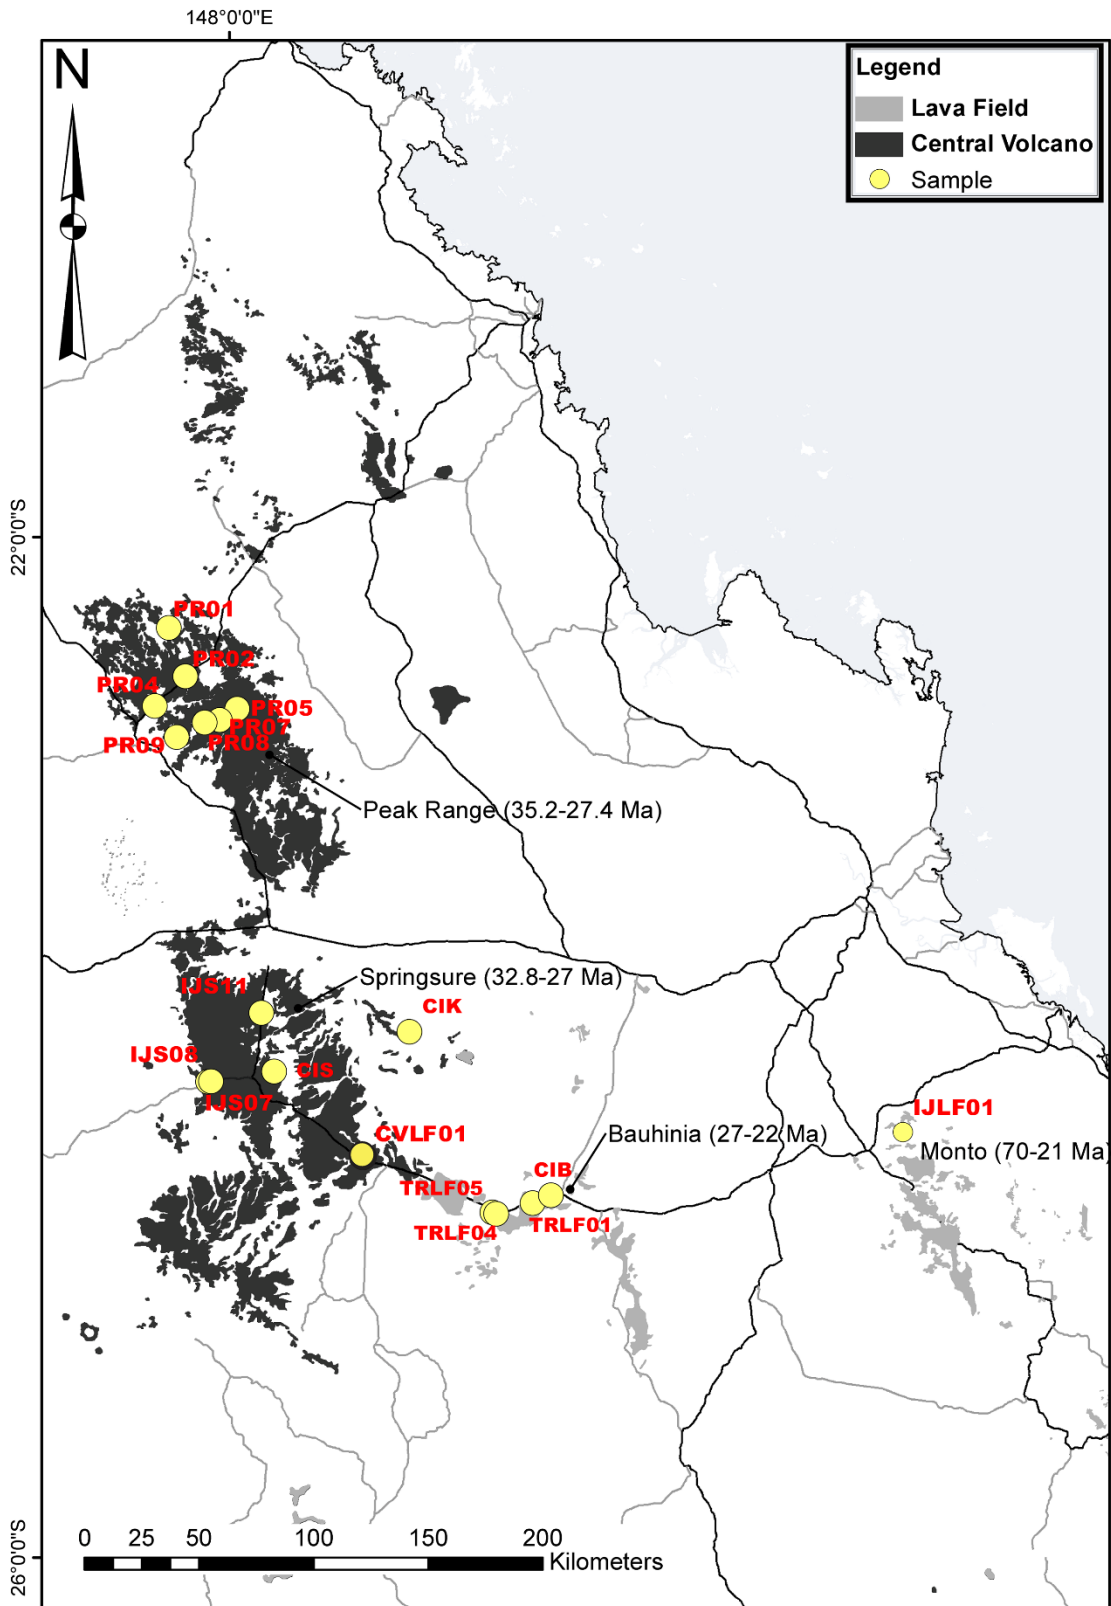 148°0'0"E
N
Legend
Lava Field
Central Volcano
Sample
22°0'0"S
PR01
PR02
PR04
PR05
PR07
PR08
PR09
Peak Range (35.2-27.4 Ma)
Springsure (32.8-27 Ma)
IJS11
CIK
IJS08
CIS
IJS07
IJLF01
CVLF01
Bauhinia (27-22 Ma)
Monto (70-21 Ma)
CIB
TRLF05
TRLF01
TRLF04
26°0'0"S
0 25 50 100 150 200
Kilometers